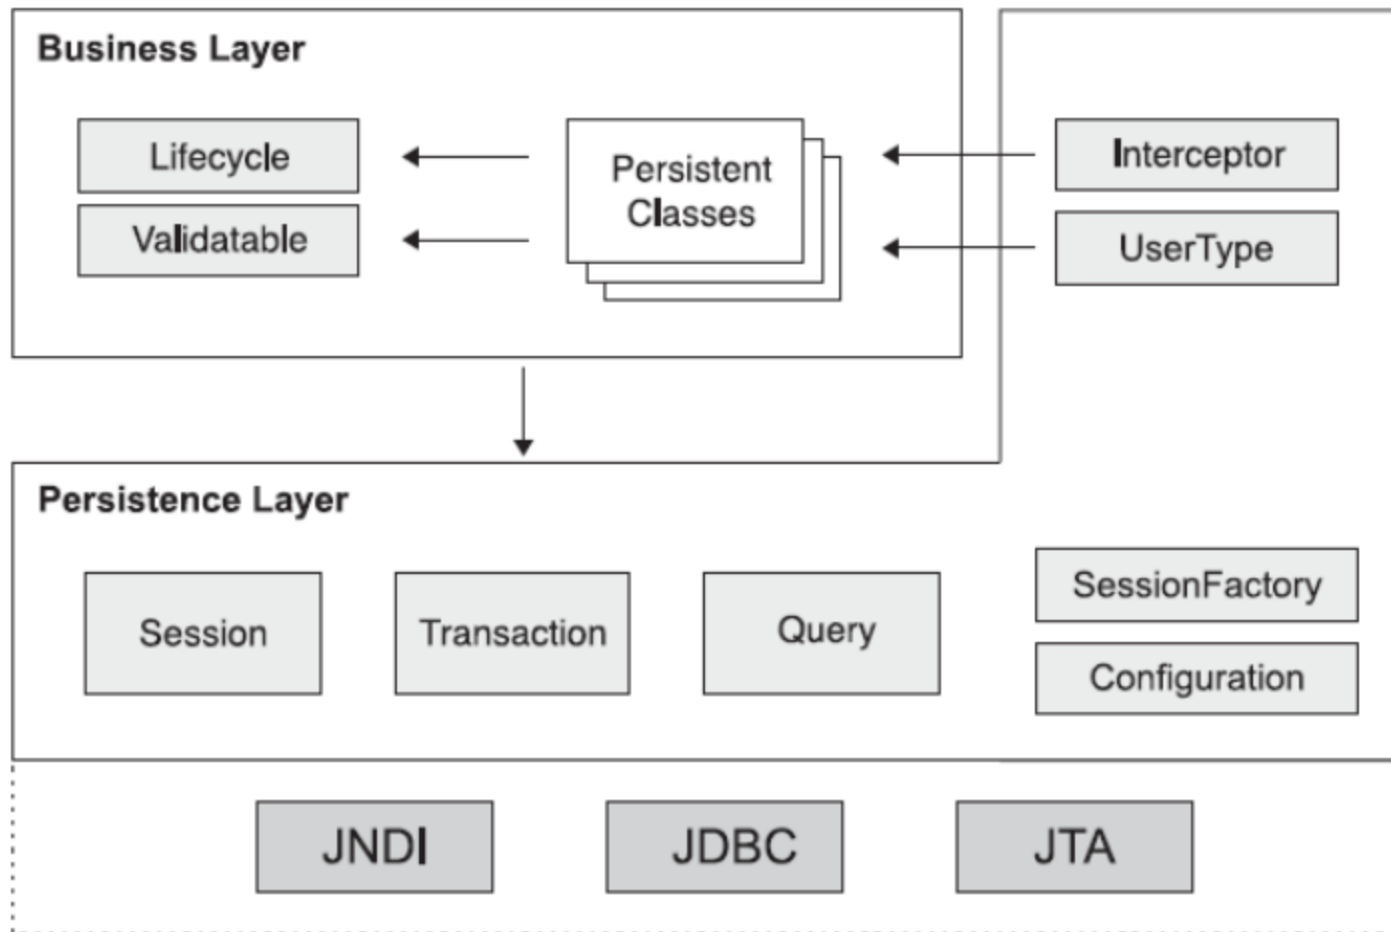 Business Layer
Lifecycle
Validatable
Persistent
Classes
Interceptor
UserType
Persistence Layer
Session
Transaction
Query
SessionFactory
Configuration
JNDI
JDBC
JTA